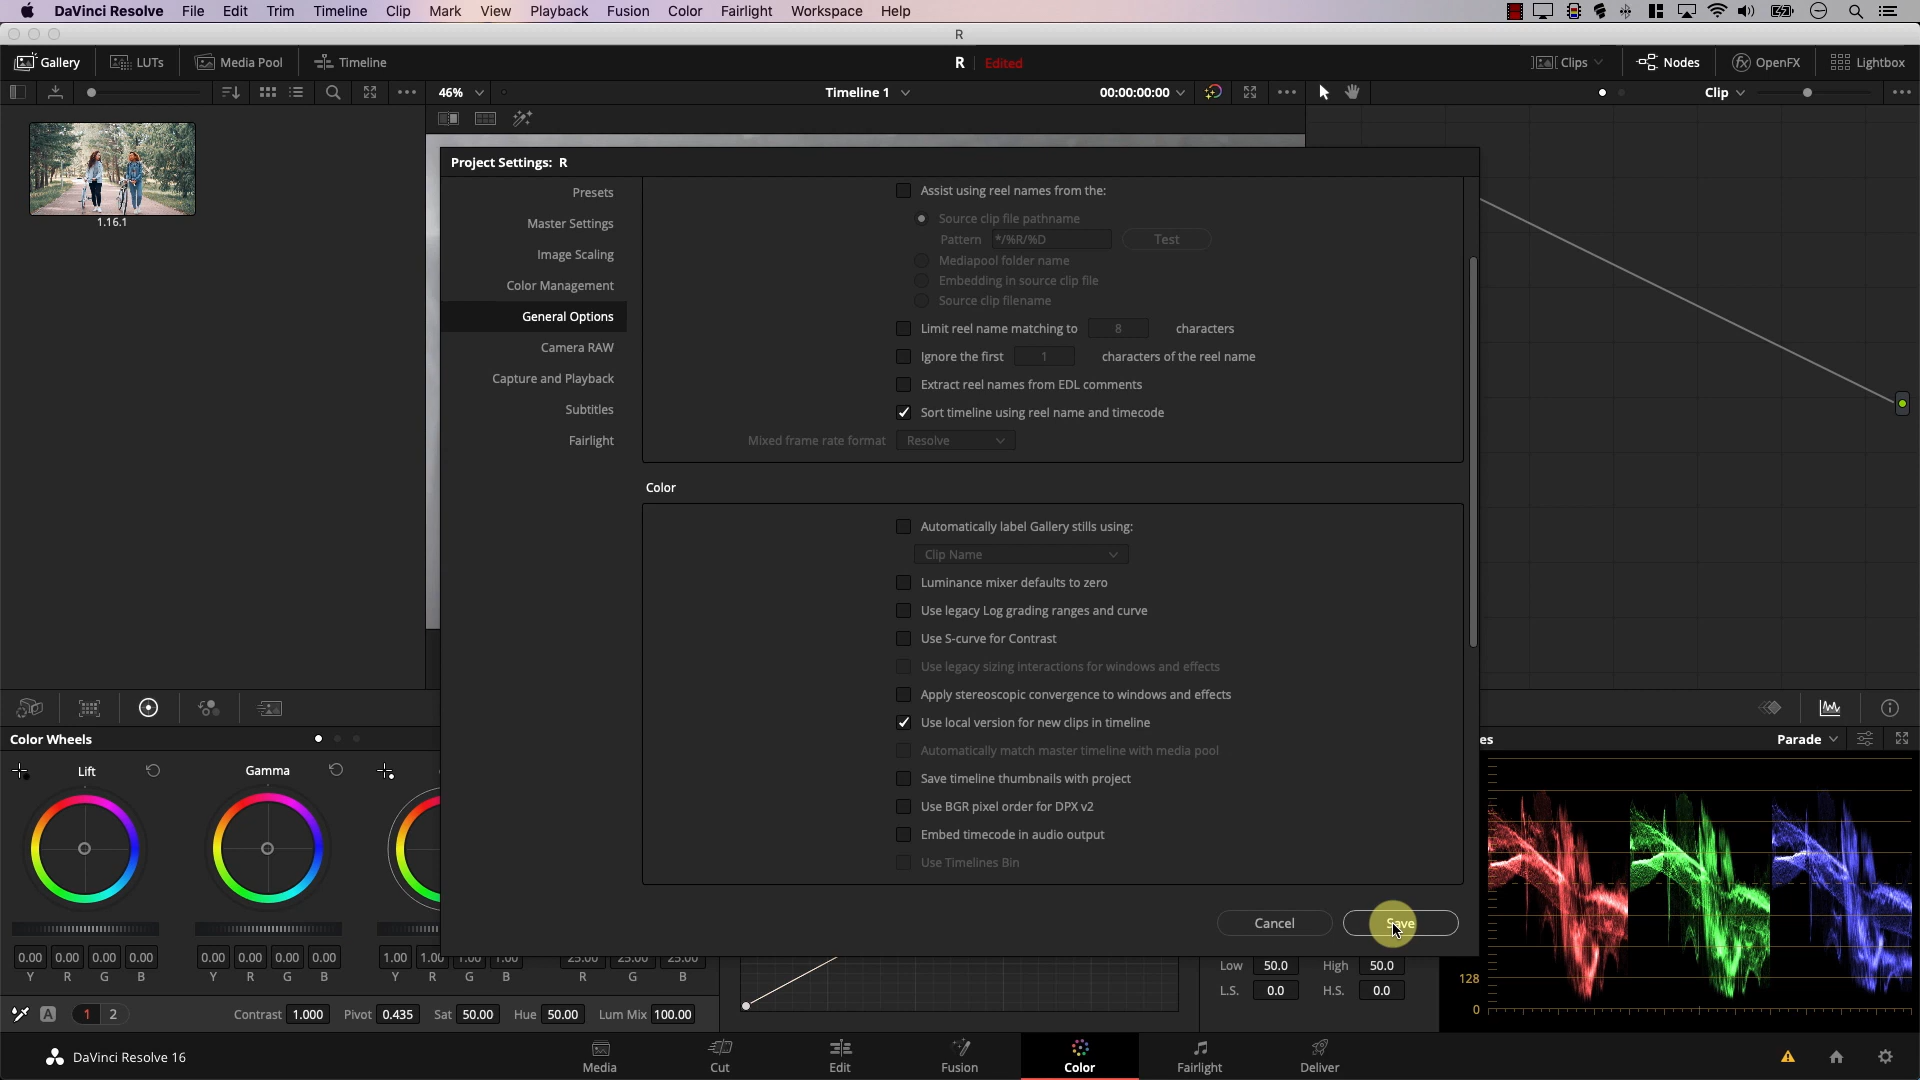 DaVinci Resolve File Edit Trim Timeline Clip Mark View Playback Fusion Color Fairlight Workspace Help
R
Gallery LUTs Media Pool Timeline R Edited Clips Nodes OpenFX Lightbox
46% Timeline 1 00:00:00:00 Clip
1.16.1
Project Settings: R
Presets
Master Settings
Image Scaling
Color Management
General Options
Camera RAW
Capture and Playback
Subtitles
Fairlight
Assist using reel names from the:
Source clip file pathname
Pattern */%R/%D Test
Mediapool folder name
Embedding in source clip file
Source clip filename
Limit reel name matching to 8 characters
Ignore the first 1 characters of the reel name
Extract reel names from EDL comments
Sort timeline using reel name and timecode
Mixed frame rate format Resolve
Color
Automatically label Gallery stills using:
Clip Name
Luminance mixer defaults to zero
Use legacy Log grading ranges and curve
Use S-curve for Contrast
Use legacy sizing interactions for windows and effects
Apply stereoscopic convergence to windows and effects
Use local version for new clips in timeline
Automatically match master timeline with media pool
Save timeline thumbnails with project
Use BGR pixel order for DPX v2
Embed timecode in audio output
Use Timelines Bin
Cancel Save
Color Wheels
es Parade
Lift Gamma
0.00 0.00 0.00 0.00 0.00 0.00 0.00 0.00 1.00 1.00 1.00 1.00 25.00 25.00 25.00
Y R G B Y R G B Y R G B R G B
Low 50.0 High 50.0
L.S. 0.0 H.S. 0.0
128
0
A 1 2 Contrast 1.000 Pivot 0.435 Sat 50.00 Hue 50.00 Lum Mix 100.00
DaVinci Resolve 16
Media Cut Edit Fusion Color Fairlight Deliver